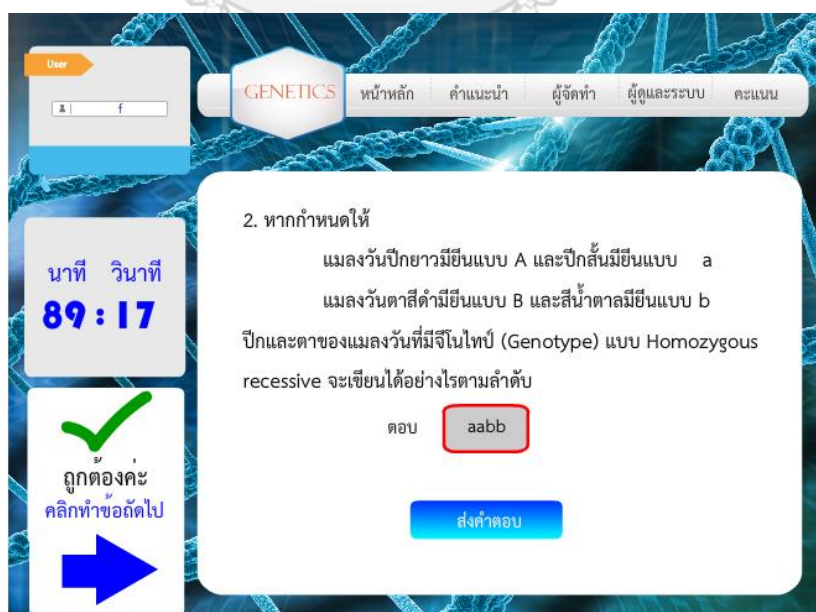 User
f
GENETICS หน้าหลัก คำแนะนำ ผู้จัดทำ ผู้ดูแลระบบ คะแนน
นาที วินาที
89:17
ถูกต้องค่ะ
คลิกทำข้อถัดไป
2. หากกำหนดให้
แมลงวันปีกยาวมียีนแบบ A และปีกสั้นมียีนแบบ a
แมลงวันตาสีดำมียีนแบบ B และสีน้ำตาลมียีนแบบ b
ปีกและตาของแมลงวันที่มีจีโนไทป์ (Genotype) แบบ Homozygous
recessive จะเขียนได้อย่างไรตามลำดับ
ตอบ aabb
ส่งคำตอบ